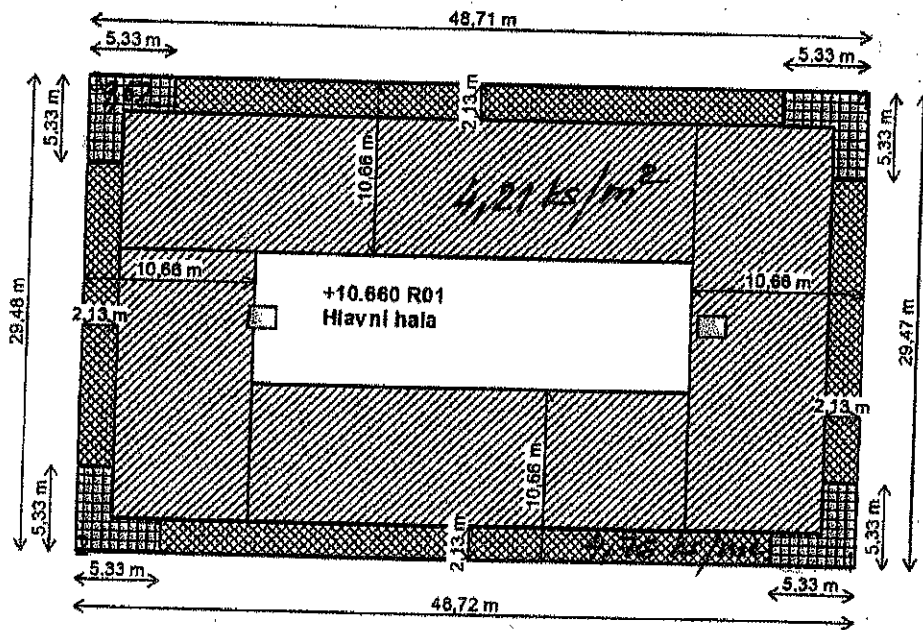 48,71 m
5,33 m
5,33 m
5,33 m
5,33 m
29,48 m
29,47 m
2,13 m
10,66 m
4,21 ks/m²
10,66 m
10,66 m
+10.660 R01
Hlavní hala
2,13 m
2,13 m
10,66 m
2,13 m
5,33 m
5,33 m
5,33 m
5,33 m
48,72 m